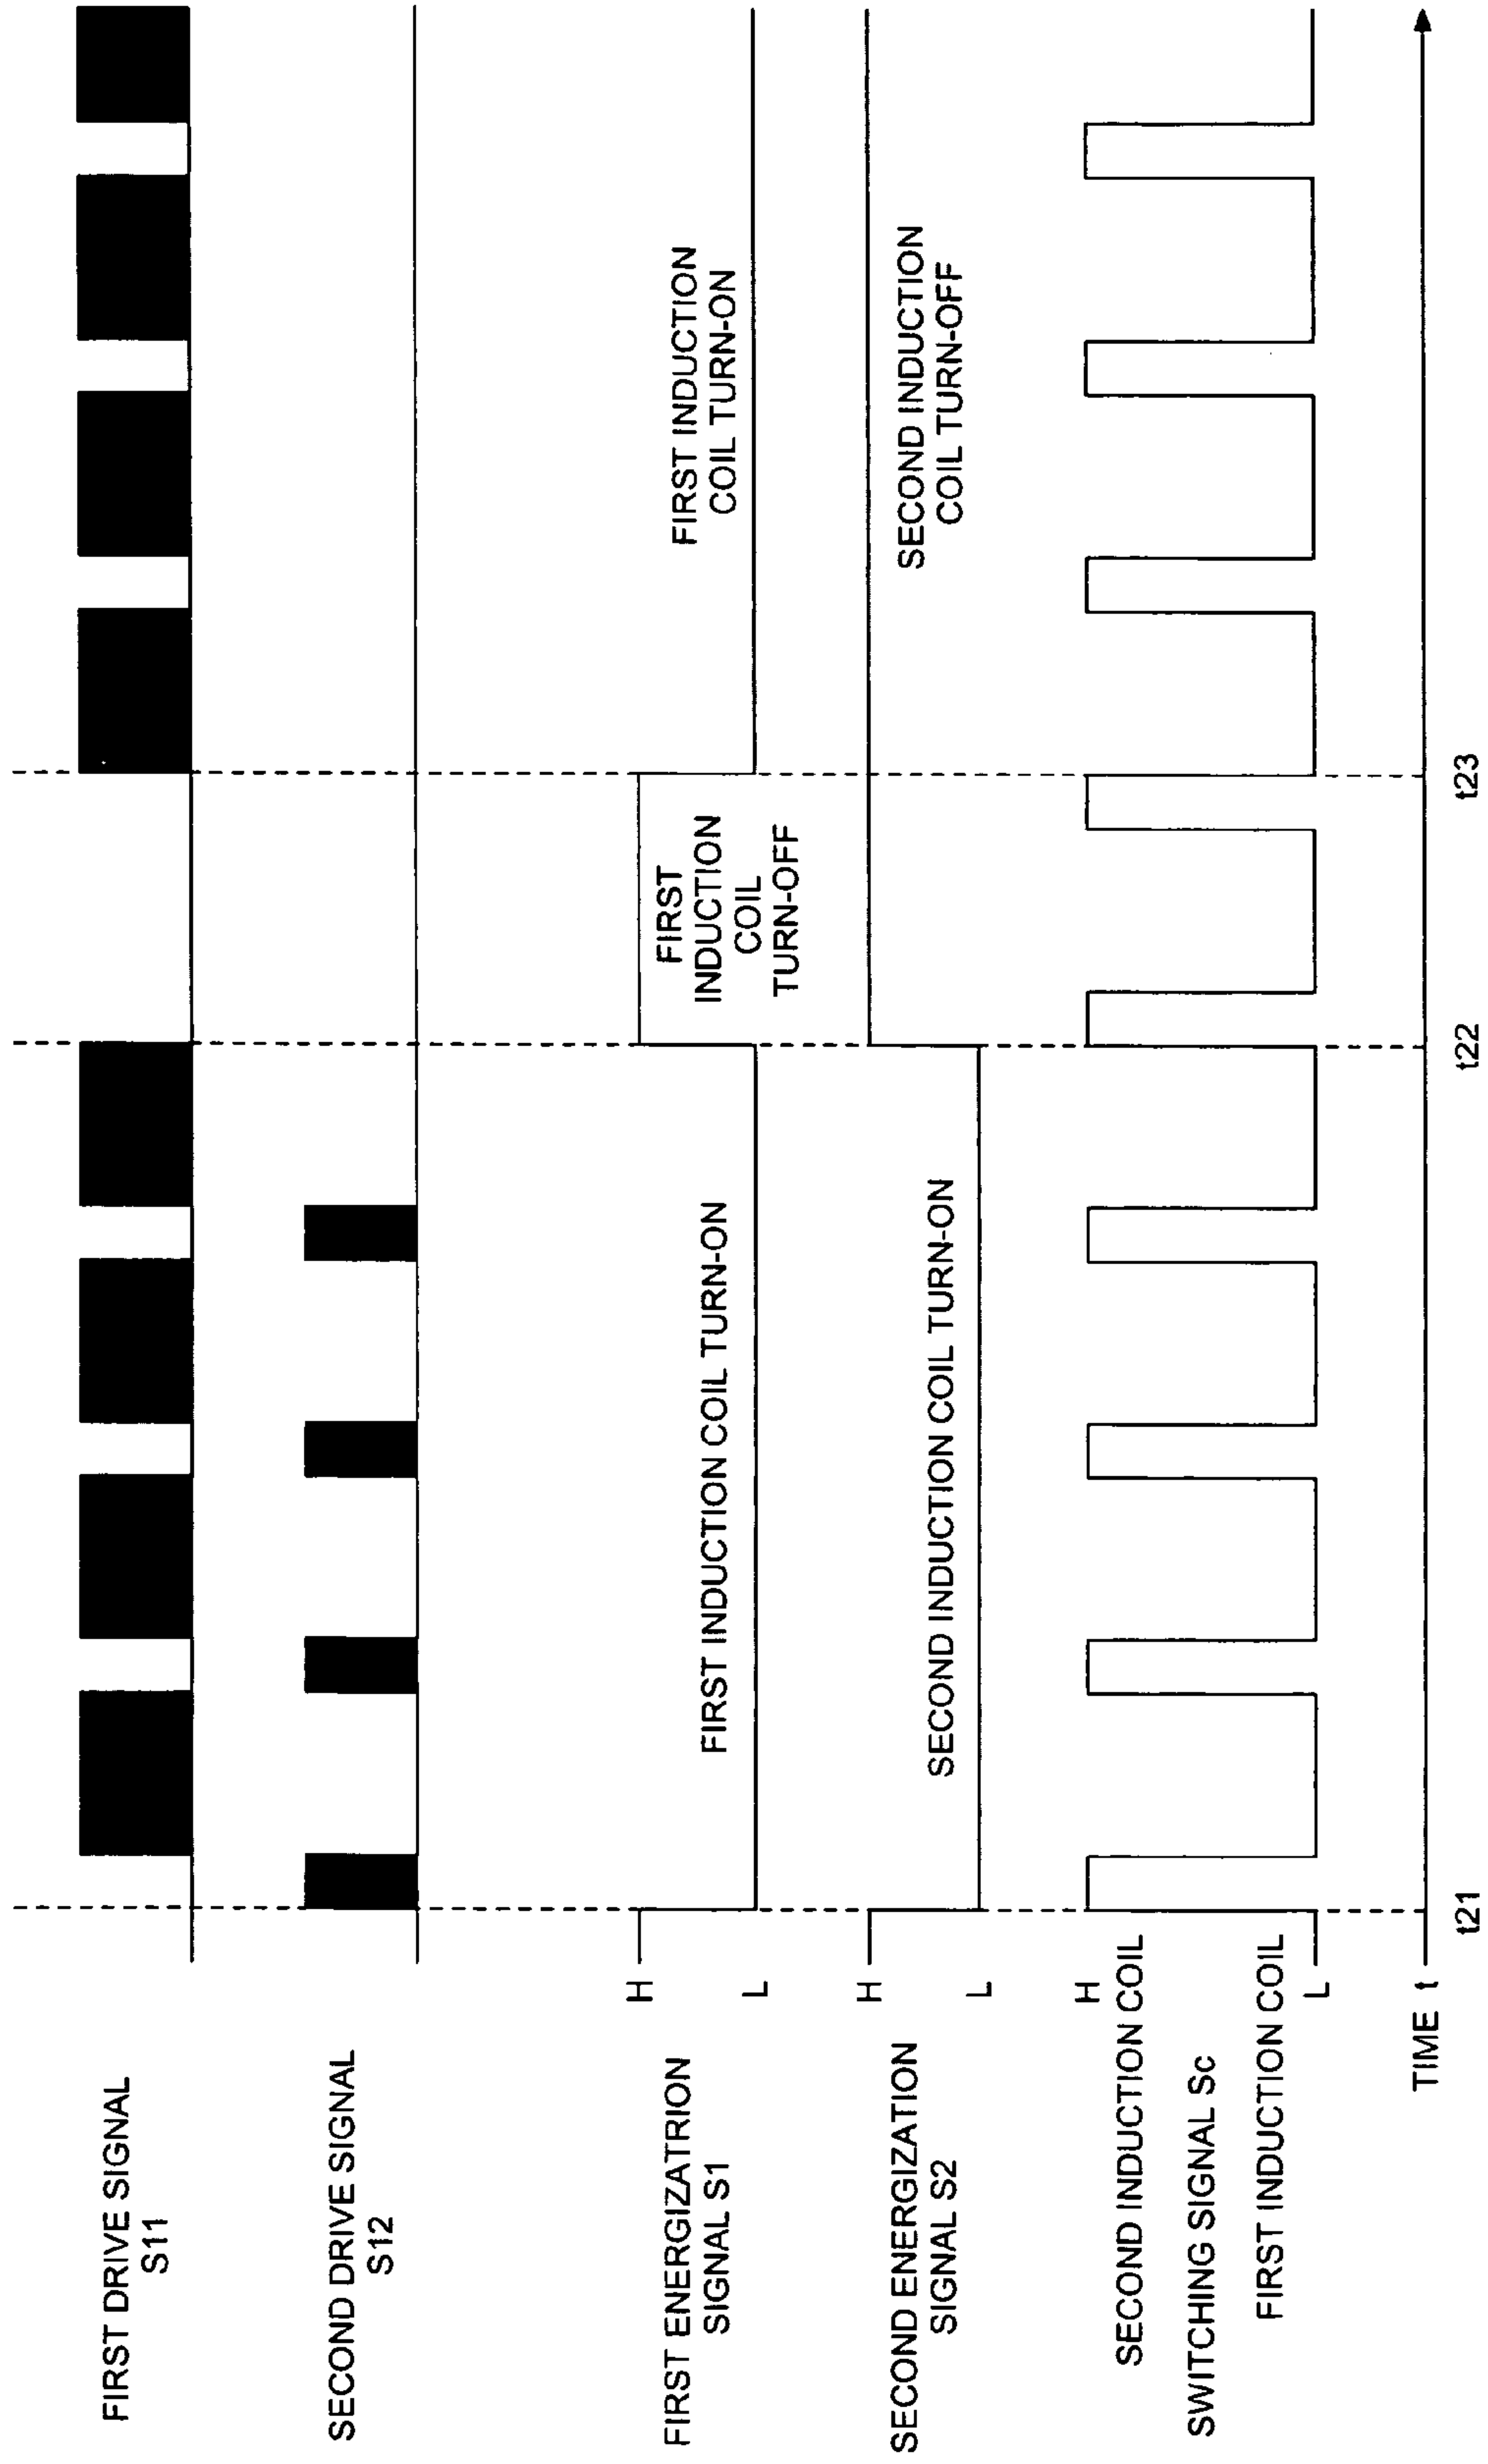 FIRST DRIVE SIGNAL
S11
SECOND DRIVE SIGNAL
S12
FIRST ENERGIZATRION
SIGNAL S1
H
L
FIRST INDUCTION COIL TURN-ON
FIRST
INDUCTION
COIL
TURN-OFF
FIRST INDUCTION
COIL TURN-ON
SECOND ENERGIZATION
SIGNAL S2
H
L
SECOND INDUCTION COIL TURN-ON
SECOND INDUCTION
COIL TURN-OFF
H
SECOND INDUCTION COIL
SWITCHING SIGNAL Sc
FIRST INDUCTION COIL
L
TIME t
t21
t22
t23